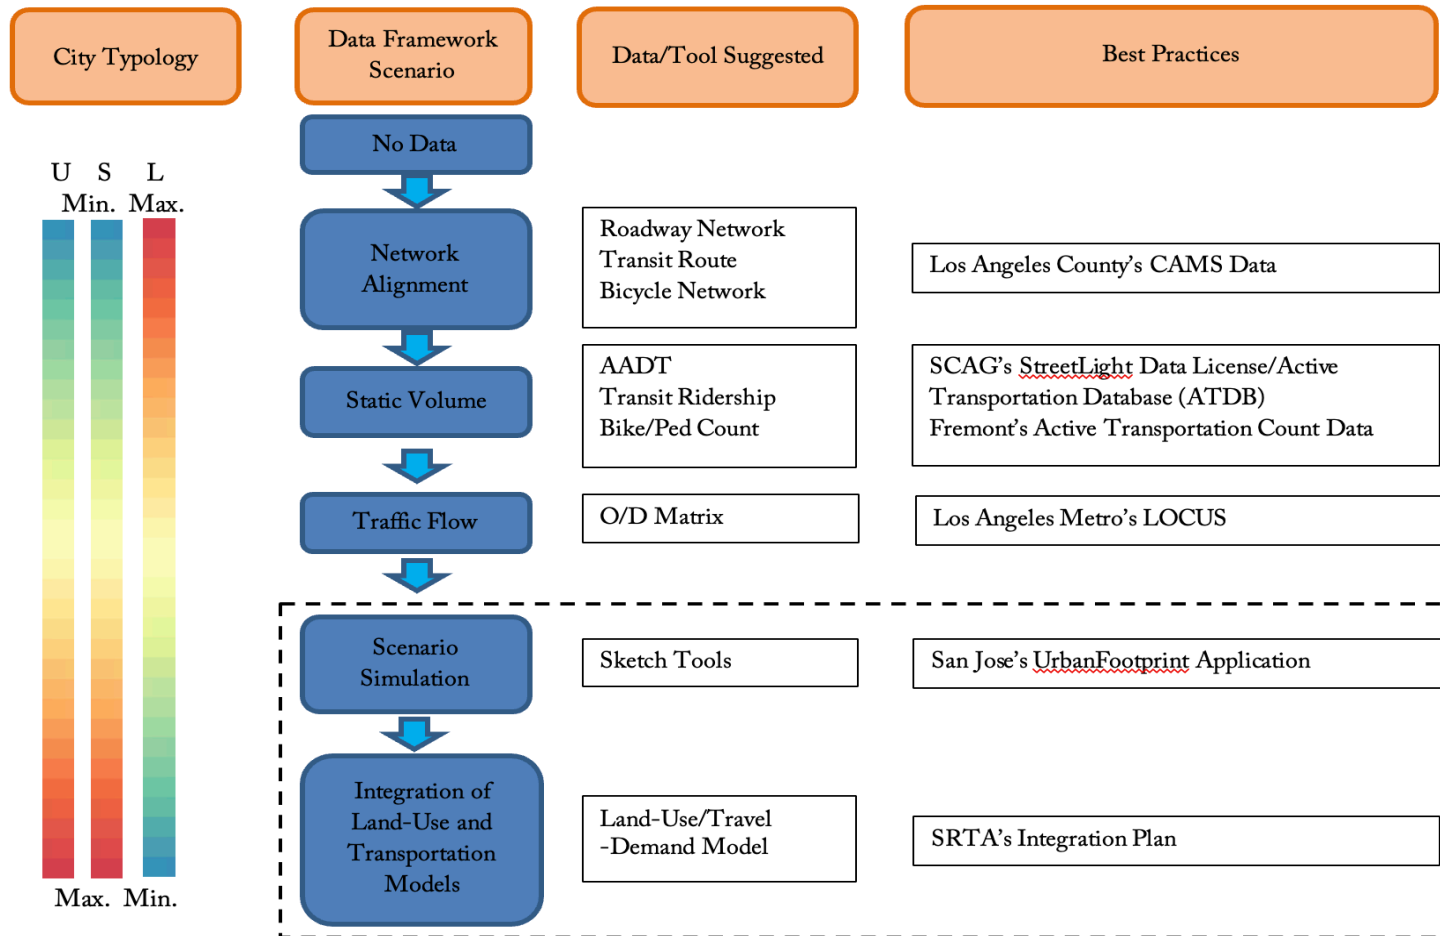 City Typology
Data Framework
Scenario
Data/Tool Suggested
Best Practices
U S L
Min. Max.
Max. Min.
No Data
Network
Alignment
Roadway Network
Transit Route
Bicycle Network
Los Angeles County's CAMS Data
Static Volume
AADT
Transit Ridership
Bike/Ped Count
SCAG's StreetLight Data License/Active
Transportation Database (ATDB)
Fremont's Active Transportation Count Data
Traffic Flow
O/D Matrix
Los Angeles Metro's LOCUS
Scenario
Simulation
Sketch Tools
San Jose's UrbanFootprint Application
Integration of
Land-Use and
Transportation
Models
Land-Use/Travel
-Demand Model
SRTA's Integration Plan